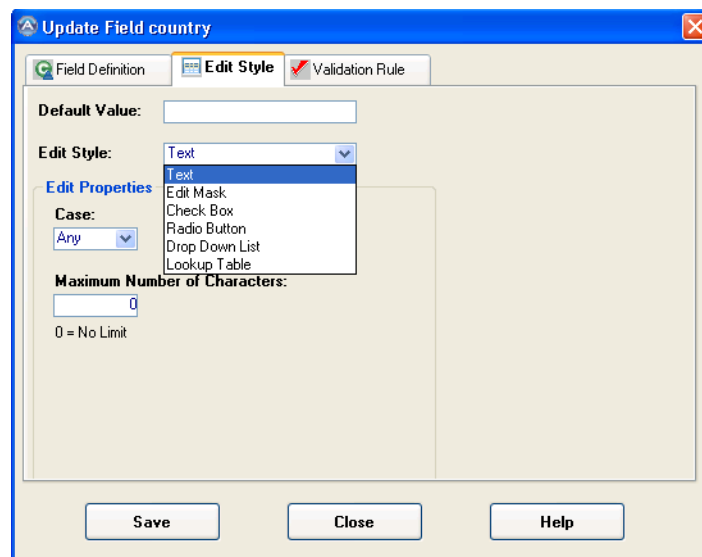 Update Field country
Field Definition
Edit Style
Validation Rule
Default Value:
Edit Style:
Text
Text
Edit Mask
Check Box
Radio Button
Drop Down List
Lookup Table
Edit Properties
Case:
Any
Maximum Number of Characters:
0
0 = No Limit
Save
Close
Help